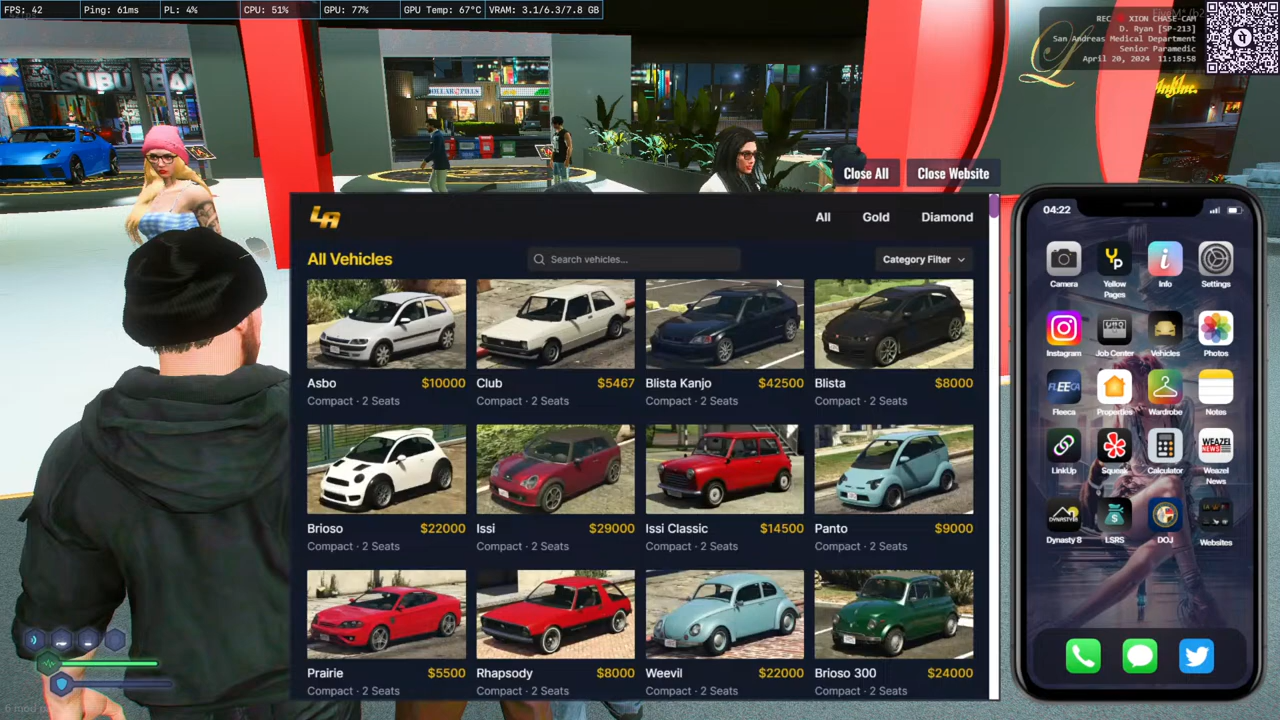 FPS: 42
Ping: 61ms
PL: 4%
CPU: 51%
GPU: 77%
GPU Temp: 67°C
VRAM: 3.1/6.3/7.8 GB
REC
XION CHASE-CAM
D. Ryan [SP-213]
San Andreas Medical Department
Senior Paramedic
April 20, 2024 11:18:58
SUBURBAN
DOLLAR PILLS
Close All
Close Website
LA
All
Gold
Diamond
All Vehicles
Search vehicles...
Category Filter
Asbo $10000
Compact · 2 Seats
Club $5467
Compact · 2 Seats
Blista Kanjo $42500
Compact · 2 Seats
Blista $8000
Compact · 2 Seats
Brioso $22000
Compact · 2 Seats
Issi $29000
Compact · 2 Seats
Issi Classic $14500
Compact · 2 Seats
Panto $9000
Compact · 2 Seats
Prairie $5500
Compact · 2 Seats
Rhapsody $8000
Compact · 2 Seats
Weevil $22000
Compact · 2 Seats
Brioso 300 $24000
Compact · 2 Seats
04:22
Camera
Yellow
Pages
Info
Settings
Instagram
Job Center
Vehicles
Photos
FLEECA
Fleeca
Properties
Wardrobe
Notes
LinkUp
Squeak
Calculator
WEAZEL
NEWS
Weazel
News
Dynasty 8
LSRS
DOJ
Websites